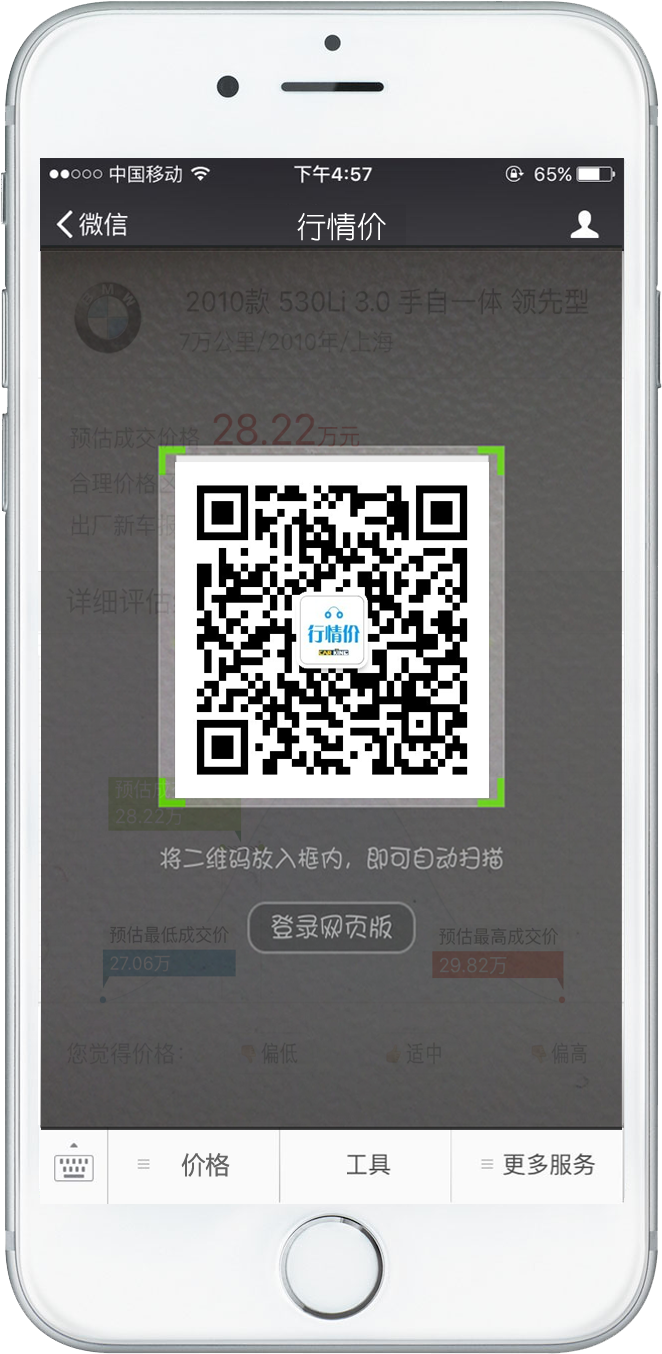 中国移动 下午4:57 65%
微信 行情价
BMW
2010款 530Li 3.0 手自一体 领先型
7万公里/2010年/上海
预估成交价格 28.22万元
合理价格
出厂新车
详细评估
行情价
CAR KING
预估
28.22万
将二维码放入框内，即可自动扫描
登录网页版
预估最低成交价 预估最高成交价
27.06万 29.82万
您觉得价格： 偏低 适中 偏高
价格 工具 更多服务